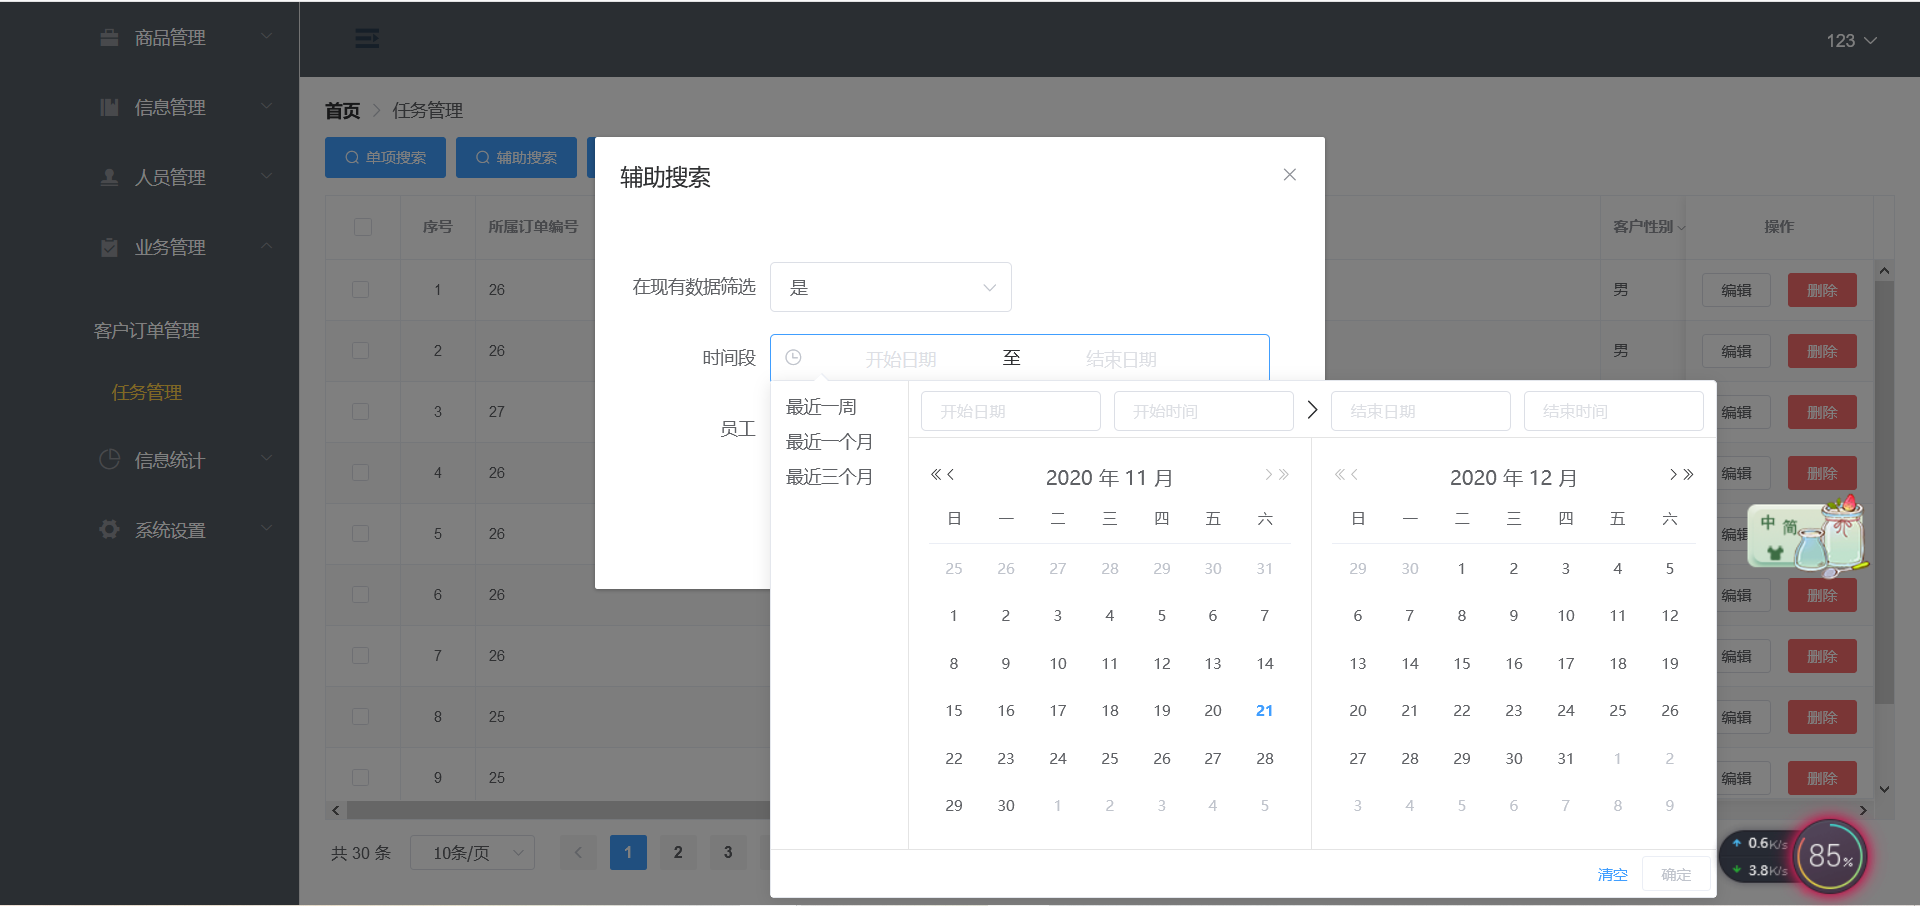 商品管理
信息管理
人员管理
业务管理
客户订单管理
任务管理
信息统计
系统设置
123
首页
任务管理
单项搜索
辅助搜索
序号
所属订单编号
客户性别
操作
1
26
男
编辑
删除
2
26
男
编辑
删除
3
27
编辑
删除
4
26
编辑
删除
5
26
编辑
6
26
编辑
删除
7
26
编辑
删除
8
25
编辑
删除
9
25
编辑
删除
共 30 条
10条/页
1
2
3
辅助搜索
在现有数据筛选
是
时间段
开始日期
至
结束日期
员工
最近一周
最近一个月
最近三个月
开始日期
开始时间
结束日期
结束时间
2020 年 11 月
日 一 二 三 四 五 六
25 26 27 28 29 30 31
1 2 3 4 5 6 7
8 9 10 11 12 13 14
15 16 17 18 19 20 21
22 23 24 25 26 27 28
29 30 1 2 3 4 5
2020 年 12 月
日 一 二 三 四 五 六
29 30 1 2 3 4 5
6 7 8 9 10 11 12
13 14 15 16 17 18 19
20 21 22 23 24 25 26
27 28 29 30 31 1 2
3 4 5 6 7 8 9
清空
确定
中 简
0.6K/s
3.8K/s
85%